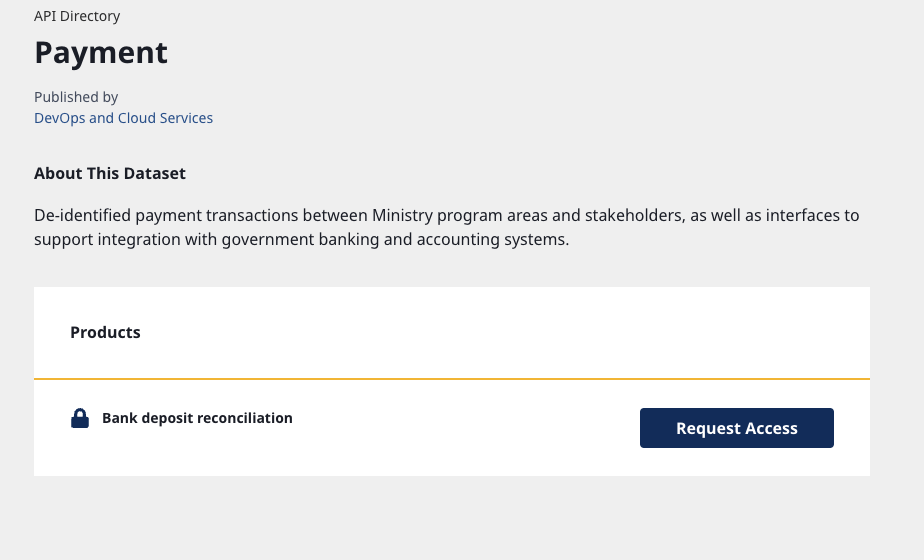 API Directory
Payment
Published by
DevOps and Cloud Services
About This Dataset
De-identified payment transactions between Ministry program areas and stakeholders, as well as interfaces to
support integration with government banking and accounting systems.
Products
Bank deposit reconciliation
Request Access